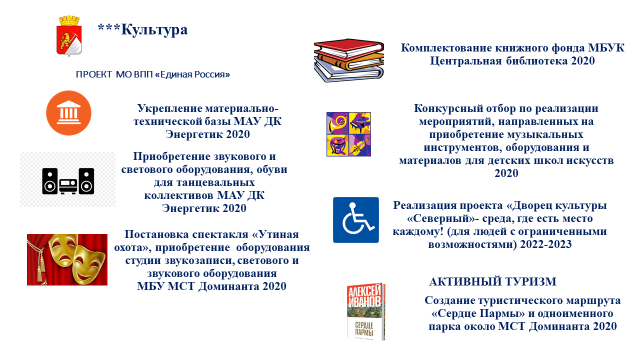 ***Культура
ПРОЕКТ МО ВПП «Единая Россия»
Укрепление материально-
технической базы МАУ ДК
Энергетик 2020
Приобретение звукового и
светового оборудования, обуви
для танцевальных
коллективов МАУ ДК
Энергетик 2020
Постановка спектакля «Утиная
охота», приобретение оборудования
студии звукозаписи, светового и
звукового оборудования
МБУ МСТ Доминанта 2020
Комплектование книжного фонда МБУК
Центральная библиотека 2020
Конкурсный отбор по реализации
мероприятий, направленных на
приобретение музыкальных
инструментов, оборудования и
материалов для детских школ искусств
2020
Реализация проекта «Дворец культуры
«Северный»- среда, где есть место
каждому! (для людей с ограниченными
возможностями) 2022-2023
АКТИВНЫЙ ТУРИЗМ
АЛЕКСЕЙ
ИВАНОВ
СЕРДЦЕ
ПАРМЫ
Создание туристического маршрута
«Сердце Пармы» и одноименного
парка около МСТ Доминанта 2020